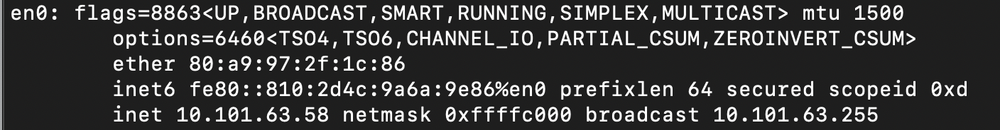 en0: flags=8863<UP,BROADCAST,SMART,RUNNING,SIMPLEX,MULTICAST> mtu 1500
options=6460<TSO4,TSO6,CHANNEL_IO,PARTIAL_CSUM,ZEROINVERT_CSUM>
ether 80:a9:97:2f:1c:86
inet6 fe80::810:2d4c:9a6a:9e86%en0 prefixlen 64 secured scopeid 0xd
inet 10.101.63.58 netmask 0xffffc000 broadcast 10.101.63.255